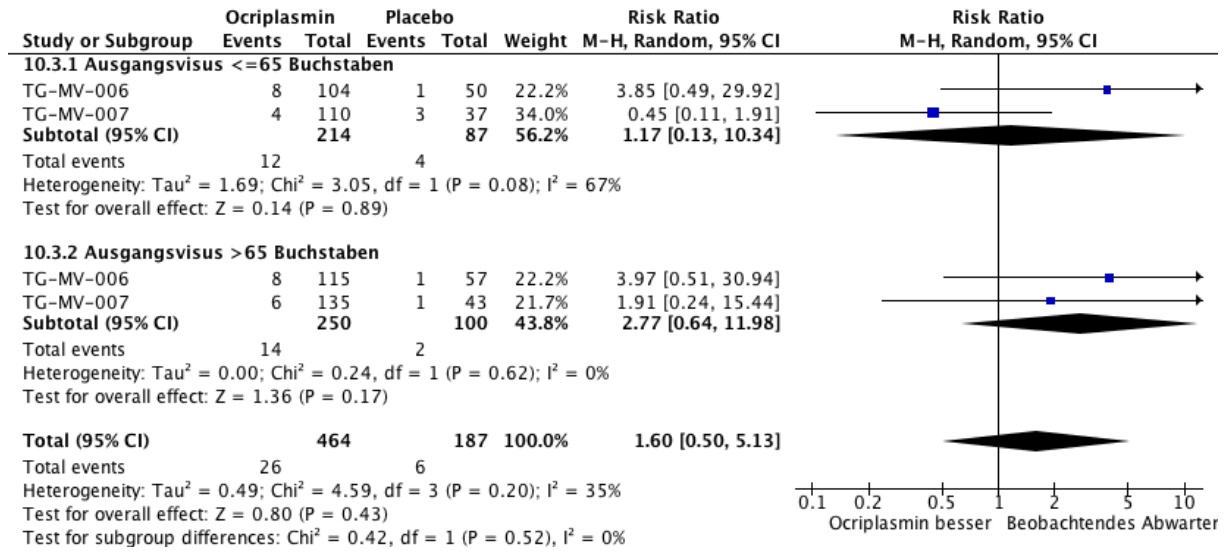 Ocriplasmin Placebo Risk Ratio Risk Ratio
Study or Subgroup Events Total Events Total Weight M-H, Random, 95% CI M-H, Random, 95% CI
10.3.1 Ausgangsvisus <=65 Buchstaben
TG-MV-006 8 104 1 50 22.2% 3.85 [0.49, 29.92]
TG-MV-007 4 110 3 37 34.0% 0.45 [0.11, 1.91]
Subtotal (95% CI) 214 87 56.2% 1.17 [0.13, 10.34]
Total events 12 4
Heterogeneity: Tau² = 1.69; Chi² = 3.05, df = 1 (P = 0.08); I² = 67%
Test for overall effect: Z = 0.14 (P = 0.89)
10.3.2 Ausgangsvisus >65 Buchstaben
TG-MV-006 8 115 1 57 22.2% 3.97 [0.51, 30.94]
TG-MV-007 6 135 1 43 21.7% 1.91 [0.24, 15.44]
Subtotal (95% CI) 250 100 43.8% 2.77 [0.64, 11.98]
Total events 14 2
Heterogeneity: Tau² = 0.00; Chi² = 0.24, df = 1 (P = 0.62); I² = 0%
Test for overall effect: Z = 1.36 (P = 0.17)
Total (95% CI) 464 187 100.0% 1.60 [0.50, 5.13]
Total events 26 6
Heterogeneity: Tau² = 0.49; Chi² = 4.59, df = 3 (P = 0.20); I² = 35%
Test for overall effect: Z = 0.80 (P = 0.43)
Test for subgroup differences: Chi² = 0.42, df = 1 (P = 0.52), I² = 0%
0.1 0.2 0.5 1 2 5 10
Ocriplasmin besser Beobachtendes Abwarter